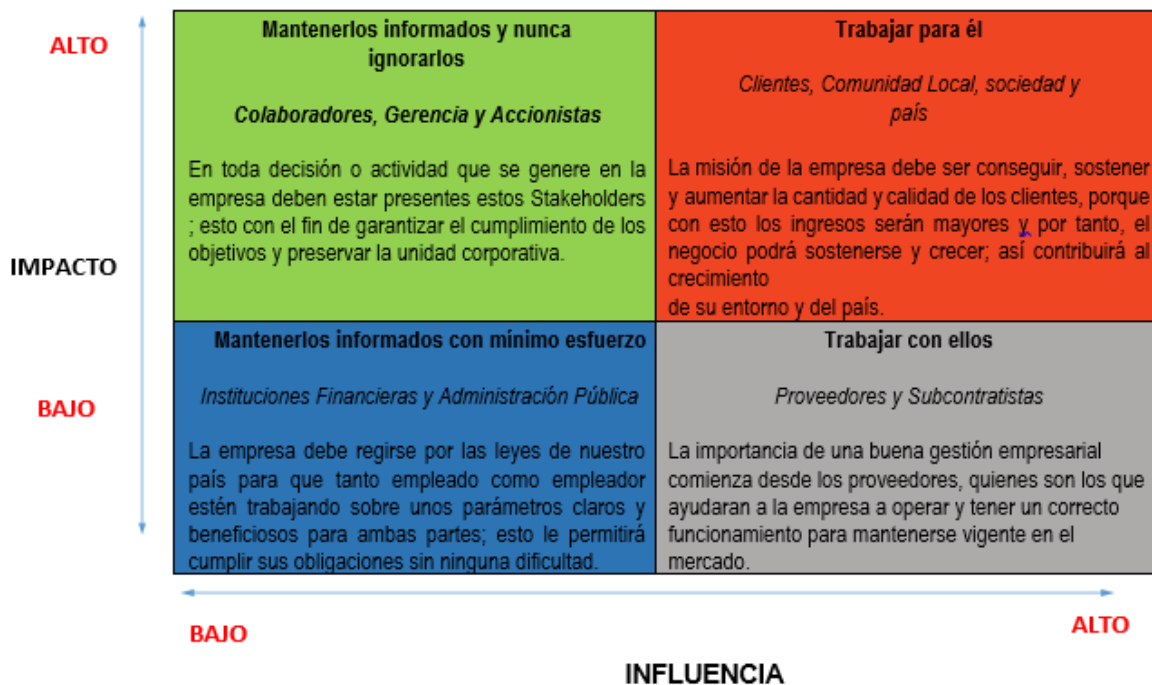 ALTO
Mantenerlos informados y nunca
ignorarlos
Colaboradores, Gerencia y Accionistas
En toda decisión o actividad que se genere en la
empresa deben estar presentes estos Stakeholders
; esto con el fin de garantizar el cumplimiento de los
objetivos y preservar la unidad corporativa.
Trabajar para él
Clientes, Comunidad Local, sociedad y
país
La misión de la empresa debe ser conseguir, sostener
y aumentar la cantidad y calidad de los clientes, porque
con esto los ingresos serán mayores y por tanto, el
negocio podrá sostenerse y crecer; así contribuirá al
crecimiento
de su entorno y del país.
IMPACTO
BAJO
Mantenerlos informados con mínimo esfuerzo
Instituciones Financieras y Administración Pública
La empresa debe regirse por las leyes de nuestro
país para que tanto empleado como empleador
estén trabajando sobre unos parámetros claros y
beneficiosos para ambas partes; esto le permitirá
cumplir sus obligaciones sin ninguna dificultad.
Trabajar con ellos
Proveedores y Subcontratistas
La importancia de una buena gestión empresarial
comienza desde los proveedores, quienes son los que
ayudaran a la empresa a operar y tener un correcto
funcionamiento para mantenerse vigente en el
mercado.
BAJO
ALTO
INFLUENCIA